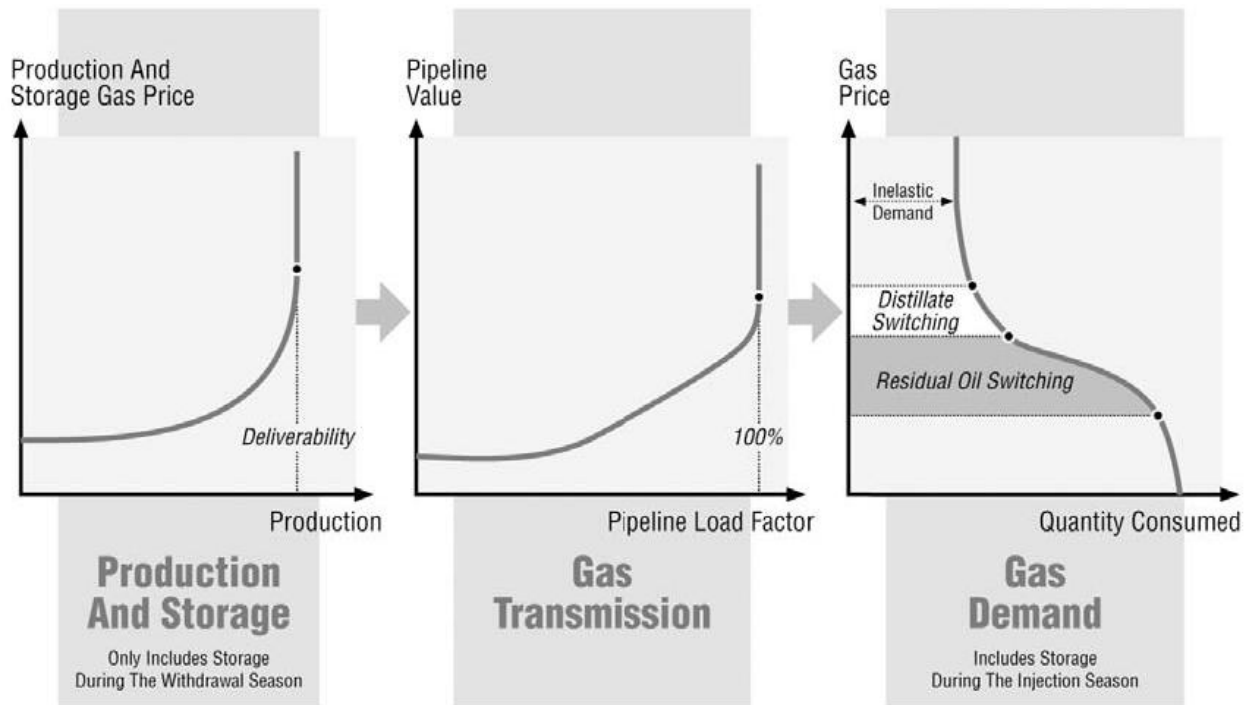 Production And
Storage Gas Price
Deliverability
Production
Production
And Storage
Only Includes Storage
During The Withdrawal Season
Pipeline
Value
100%
Pipeline Load Factor
Gas
Transmission
Gas
Price
Inelastic
Demand
Distillate
Switching
Residual Oil Switching
Quantity Consumed
Gas
Demand
Includes Storage
During The Injection Season